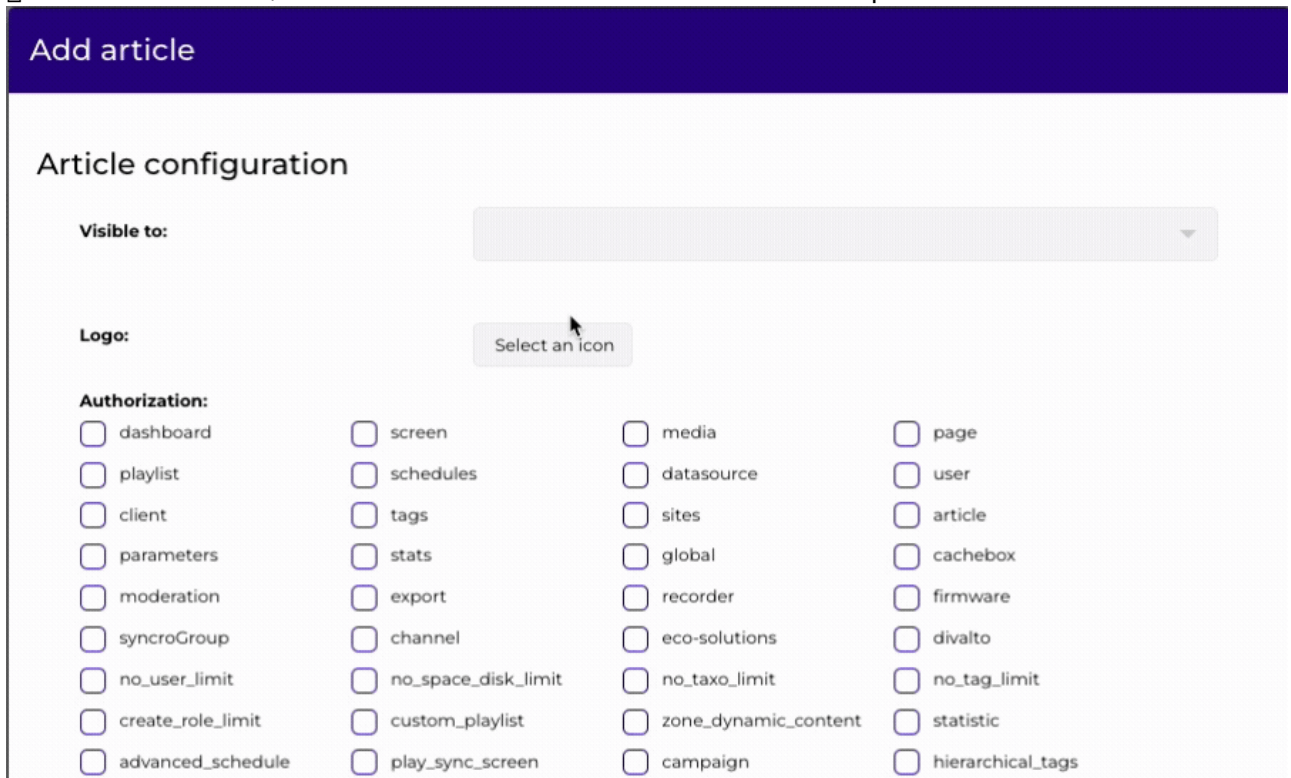 Add article
Article configuration
Visible to:
Logo:
Select an icon
Authorization:
dashboard screen media page
playlist schedules datasource user
client tags sites article
parameters stats global cachebox
moderation export recorder firmware
syncroGroup channel eco-solutions divalto
no_user_limit no_space_disk_limit no_taxo_limit no_tag_limit
create_role_limit custom_playlist zone_dynamic_content statistic
advanced_schedule play_sync_screen campaign hierarchical_tags